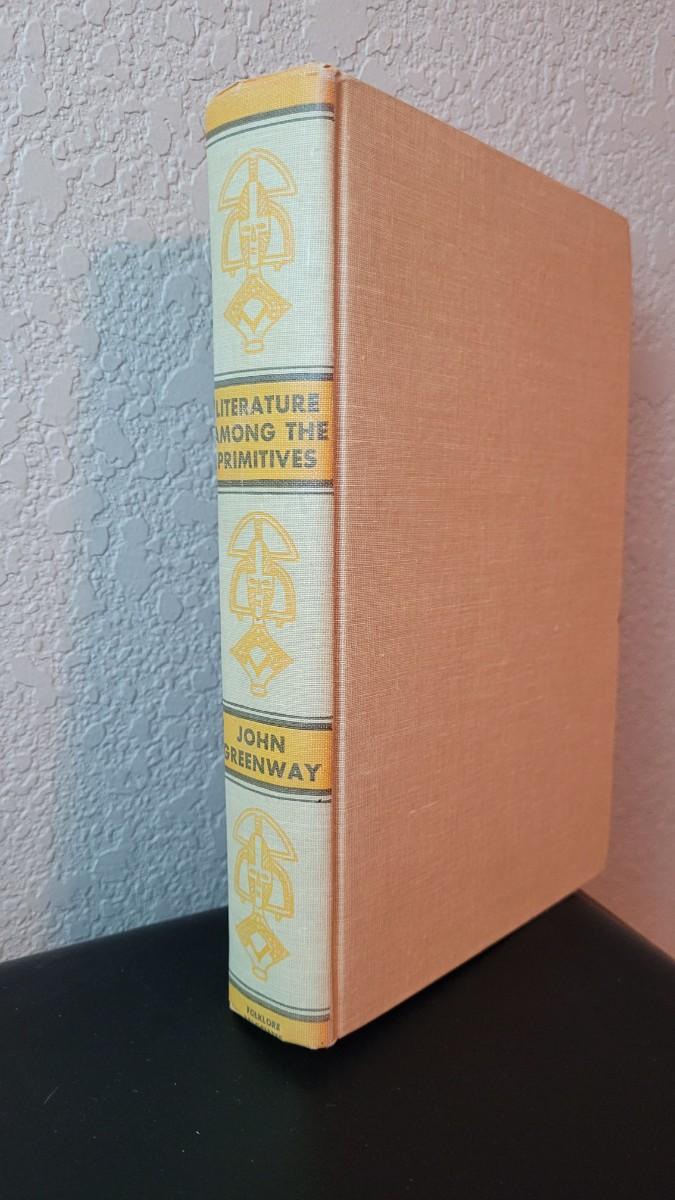 LITERATURE
AMONG THE
PRIMITIVES
JOHN
GREENWAY
FOLKLORE